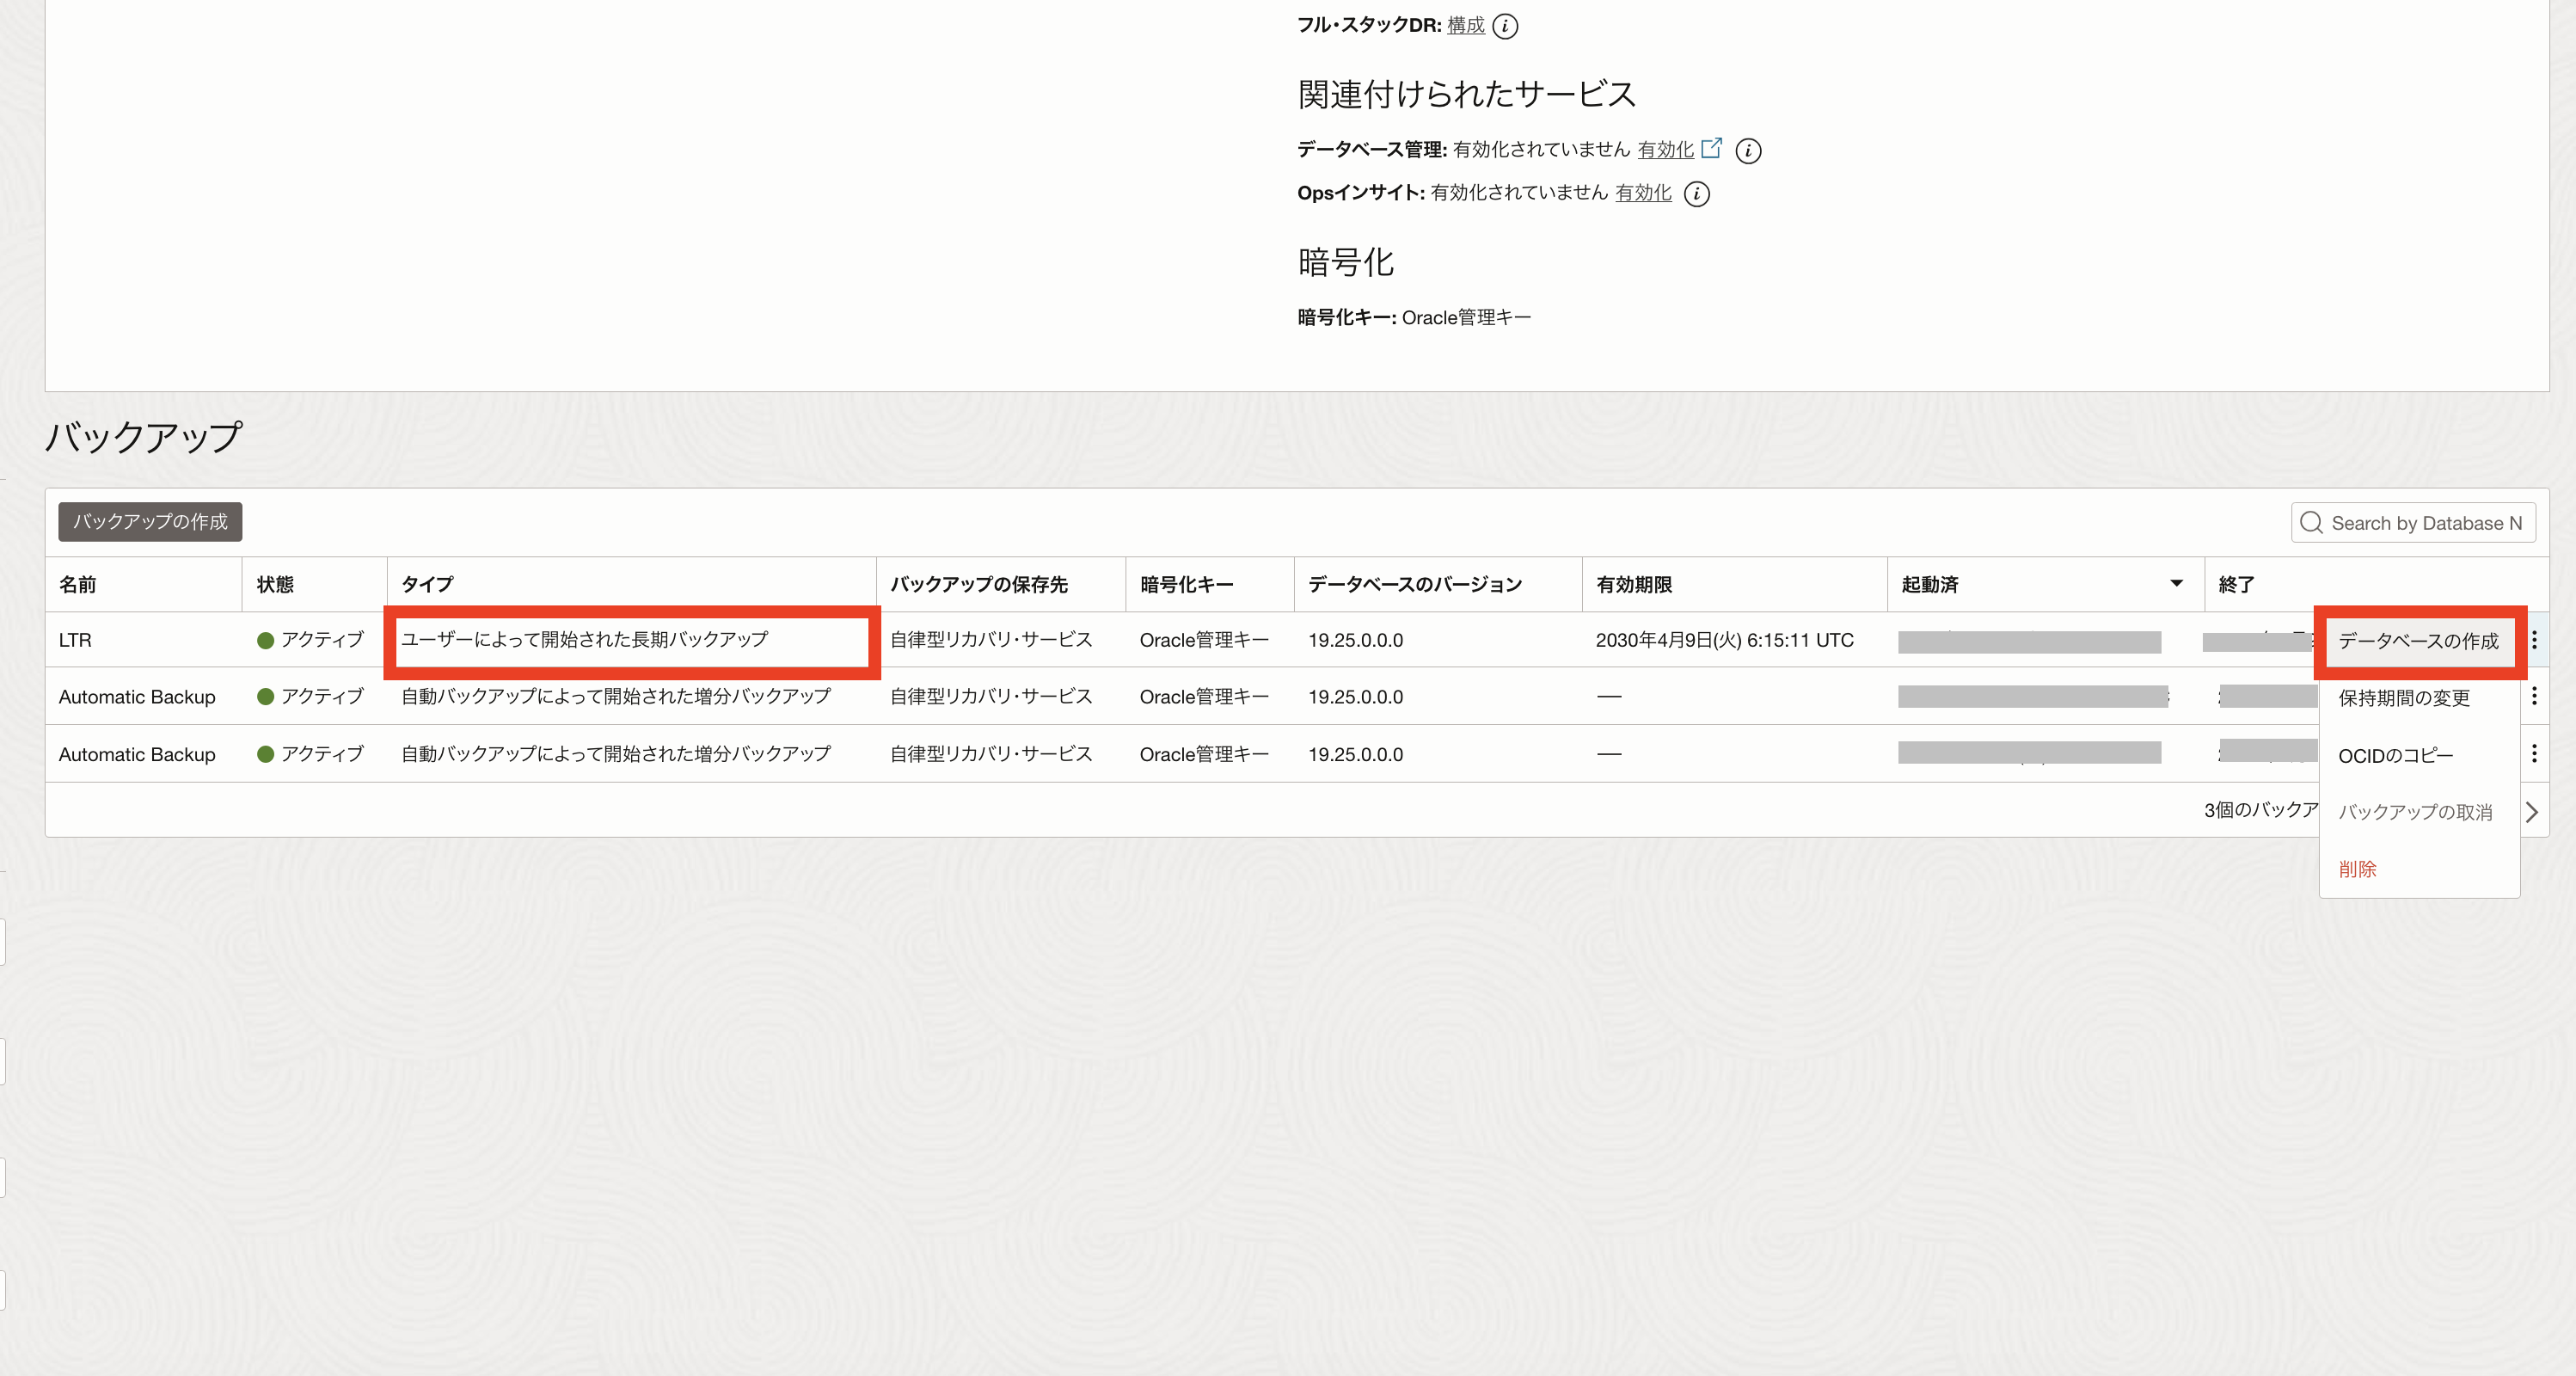 フル・スタックDR: 構成
関連付けられたサービス
データベース管理: 有効化されていません 有効化
Opsインサイト: 有効化されていません 有効化
暗号化
暗号化キー: Oracle管理キー
バックアップ
バックアップの作成
Search by Database N
名前 状態 タイプ バックアップの保存先 暗号化キー データベースのバージョン 有効期限 起動済 終了
LTR アクティブ ユーザーによって開始された長期バックアップ 自律型リカバリ・サービス Oracle管理キー 19.25.0.0.0 2030年4月9日(火) 6:15:11 UTC
Automatic Backup アクティブ 自動バックアップによって開始された増分バックアップ 自律型リカバリ・サービス Oracle管理キー 19.25.0.0.0 —
Automatic Backup アクティブ 自動バックアップによって開始された増分バックアップ 自律型リカバリ・サービス Oracle管理キー 19.25.0.0.0 —
3個のバックア
データベースの作成
保持期間の変更
OCIDのコピー
バックアップの取消
削除